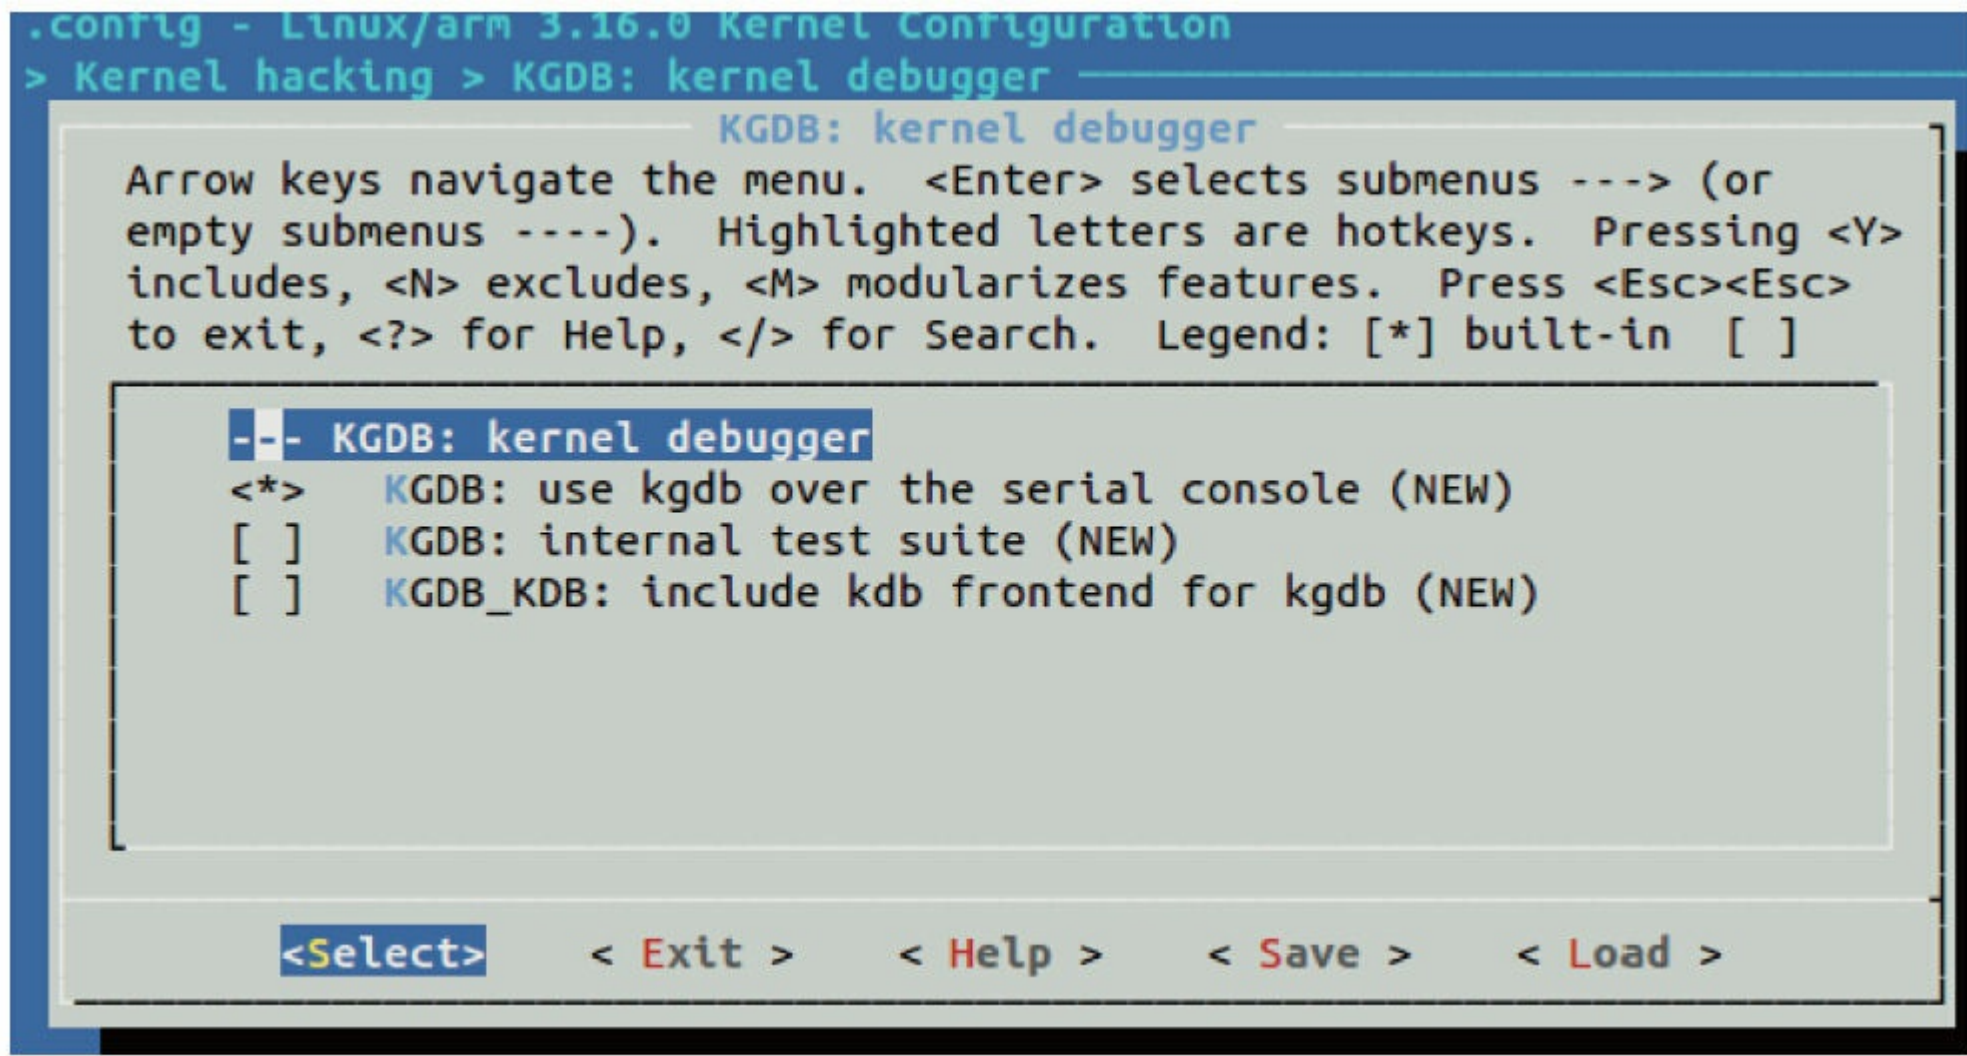 .config - Linux/arm 3.16.0 Kernel Configuration
> Kernel hacking > KGDB: kernel debugger
KGDB: kernel debugger
Arrow keys navigate the menu.  <Enter> selects submenus ---> (or
empty submenus ----).  Highlighted letters are hotkeys.  Pressing <Y>
includes, <N> excludes, <M> modularizes features.  Press <Esc><Esc>
to exit, <?> for Help, </> for Search.  Legend: [*] built-in  [ ]
--- KGDB: kernel debugger
<*>   KGDB: use kgdb over the serial console (NEW)
[ ]   KGDB: internal test suite (NEW)
[ ]   KGDB_KDB: include kdb frontend for kgdb (NEW)
<Select>    < Exit >    < Help >    < Save >    < Load >